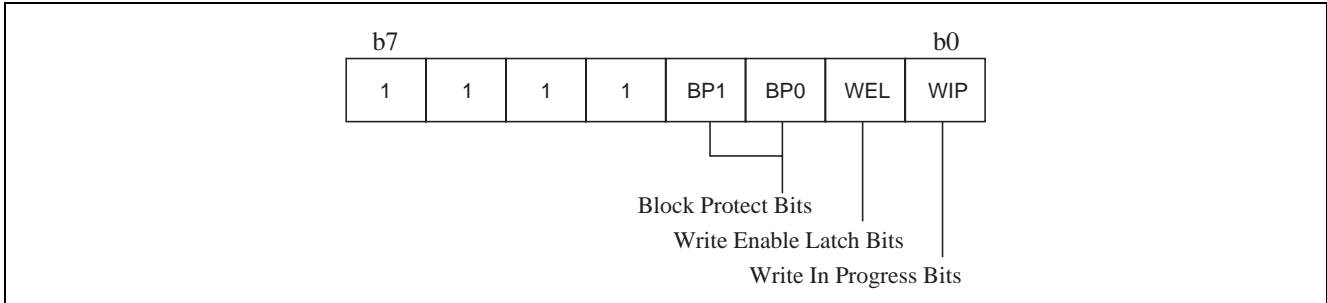 b7 b0
1 1 1 1 BP1 BP0 WEL WIP
Block Protect Bits
Write Enable Latch Bits
Write In Progress Bits